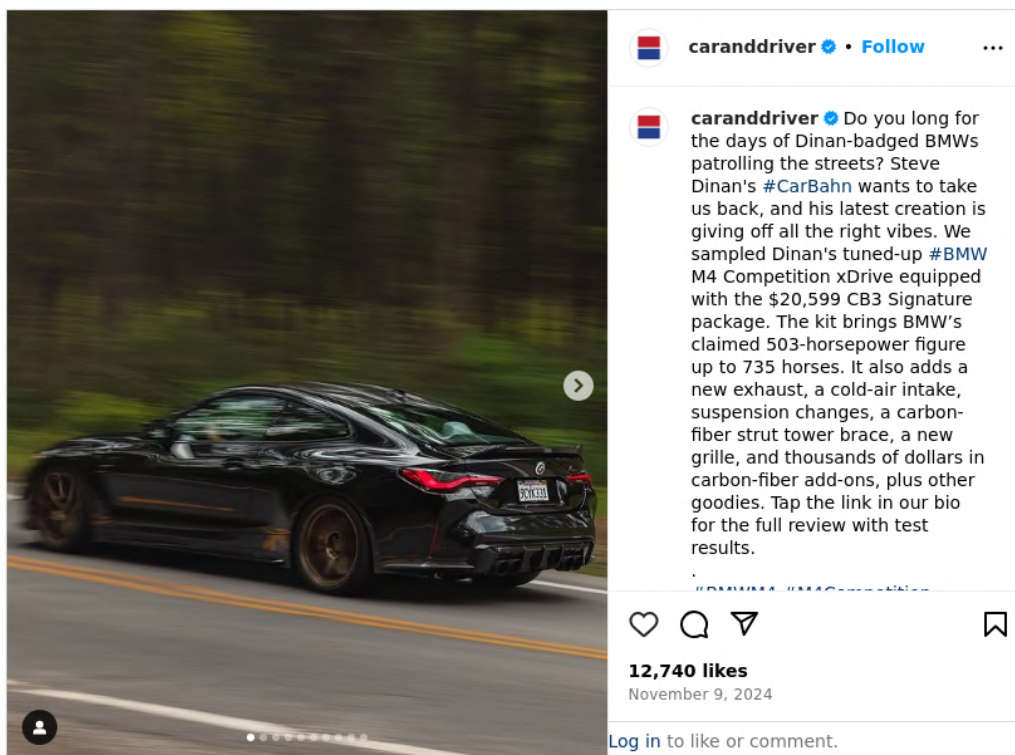 caranddriver • Follow
caranddriver Do you long for
the days of Dinan-badged BMWs
patrolling the streets? Steve
Dinan's #CarBahn wants to take
us back, and his latest creation is
giving off all the right vibes. We
sampled Dinan's tuned-up #BMW
M4 Competition xDrive equipped
with the $20,599 CB3 Signature
package. The kit brings BMW’s
claimed 503-horsepower figure
up to 735 horses. It also adds a
new exhaust, a cold-air intake,
suspension changes, a carbon-
fiber strut tower brace, a new
grille, and thousands of dollars in
carbon-fiber add-ons, plus other
goodies. Tap the link in our bio
for the full review with test
results.
.
#BMWM4 #M4Competition
12,740 likes
November 9, 2024
Log in to like or comment.